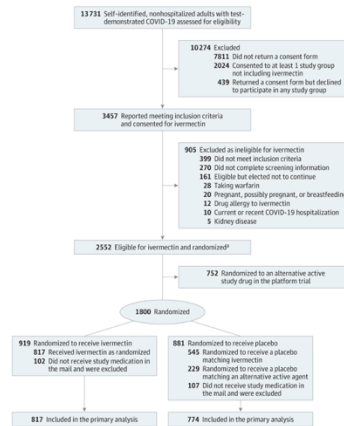 13731 Self-identified, nonhospitalized adults with test-
demonstrated COVID-19 assessed for eligibility
10274 Excluded
7811 Did not return a consent form
2024 Consented to at least 1 study group
not including ivermectin
439 Returned a consent form but declined
to participate in any study group
3457 Reported meeting inclusion criteria
and consented for ivermectin
905 Excluded as ineligible for ivermectin
399 Did not meet inclusion criteria
270 Did not complete screening information
161 Eligible but elected not to continue
28 Taking warfarin
20 Pregnant, possibly pregnant, or breastfeeding
12 Drug allergy to ivermectin
10 Current or recent COVID-19 hospitalization
5 Kidney disease
2552 Eligible for ivermectin and randomized
752 Randomized to an alternative active
study drug in the platform trial
1800 Randomized
919 Randomized to receive ivermectin
817 Received ivermectin as randomized
102 Did not receive study medication in
the mail and were excluded
881 Randomized to receive placebo
545 Randomized to receive a placebo
matching ivermectin
229 Randomized to receive a placebo
matching an alternative active agent
107 Did not receive study medication in
the mail and were excluded
817 Included in the primary analysis
774 Included in the primary analysis